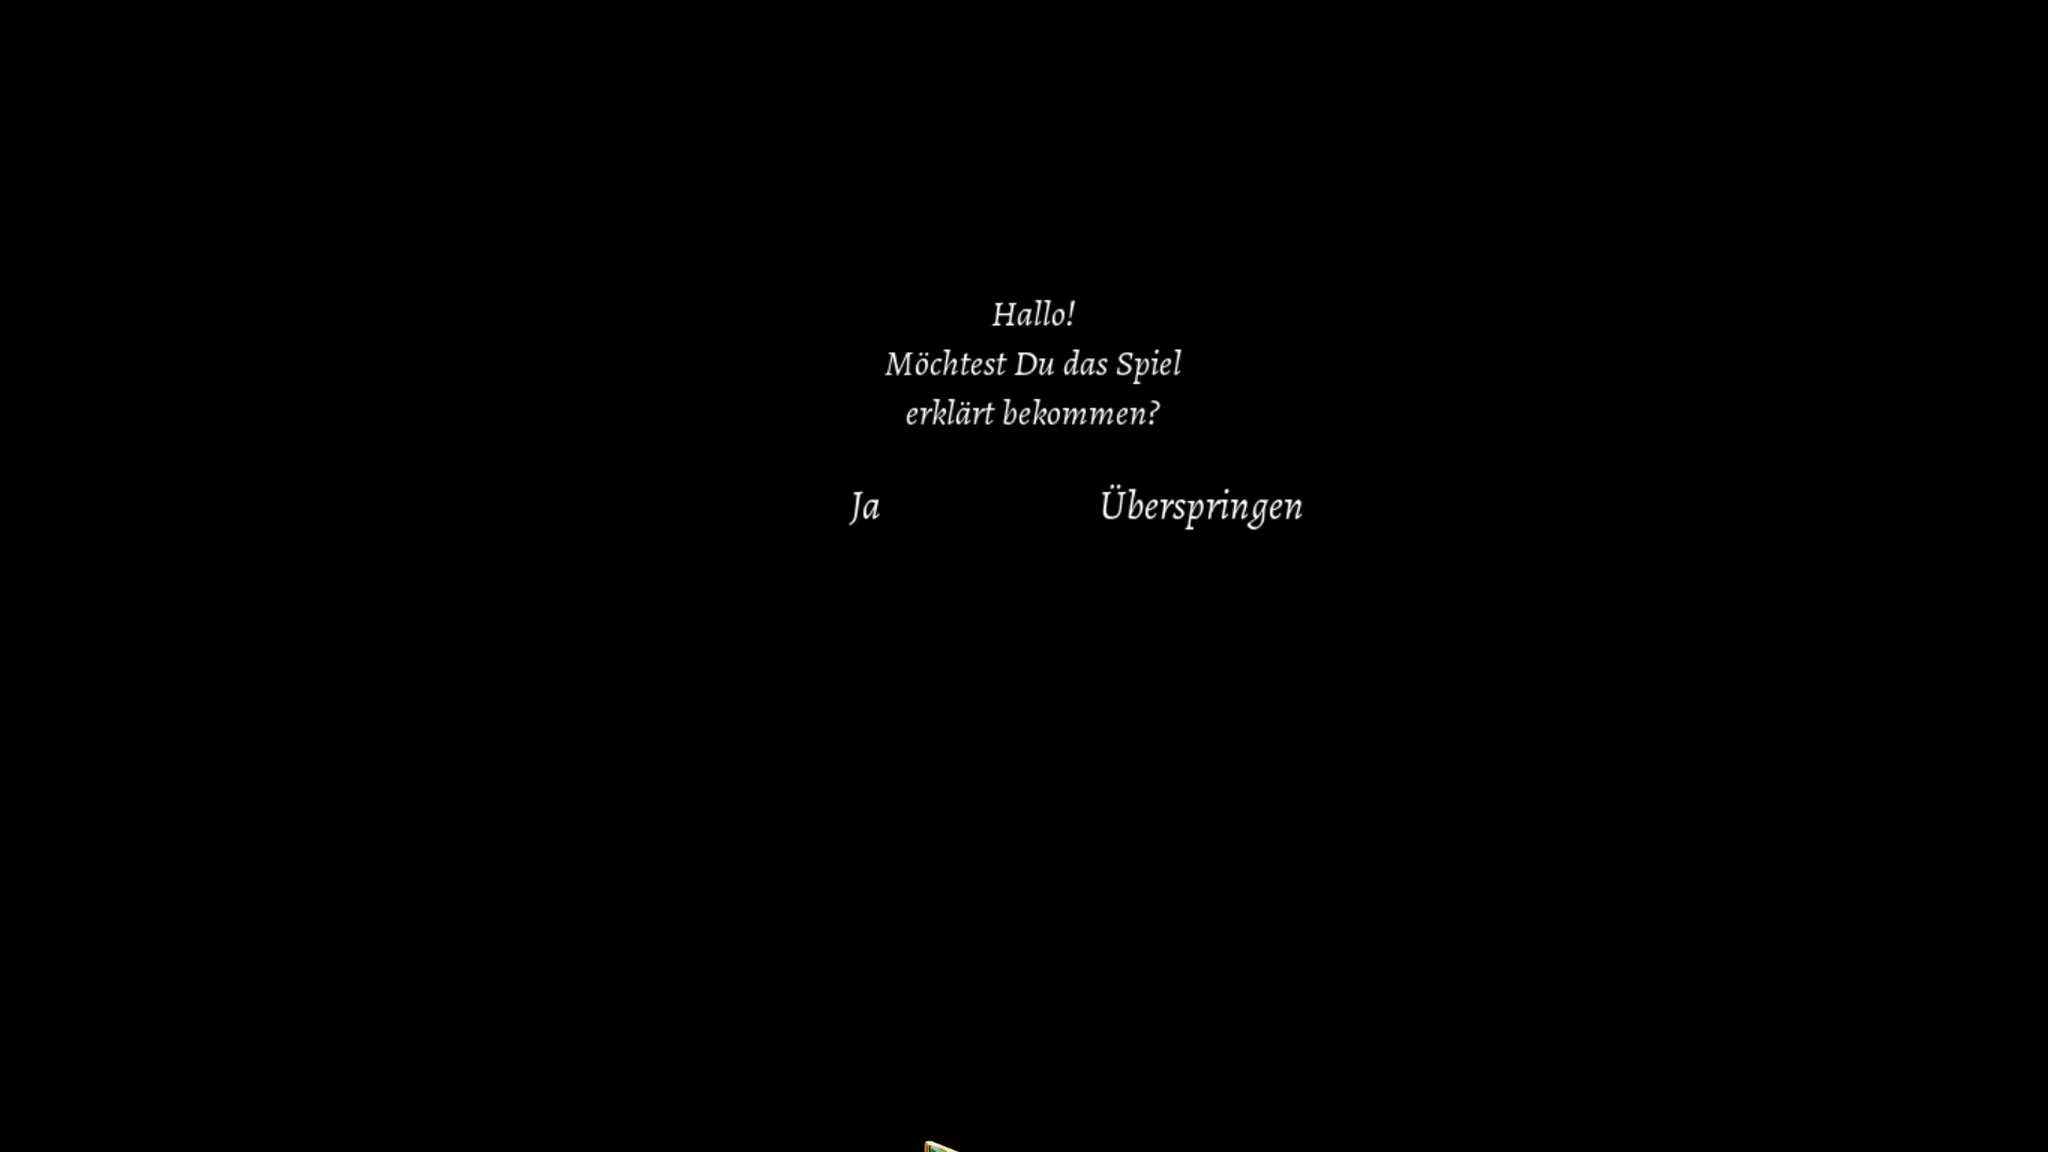 Hallo!
Möchtest Du das Spiel
erklärt bekommen?
Ja Überspringen